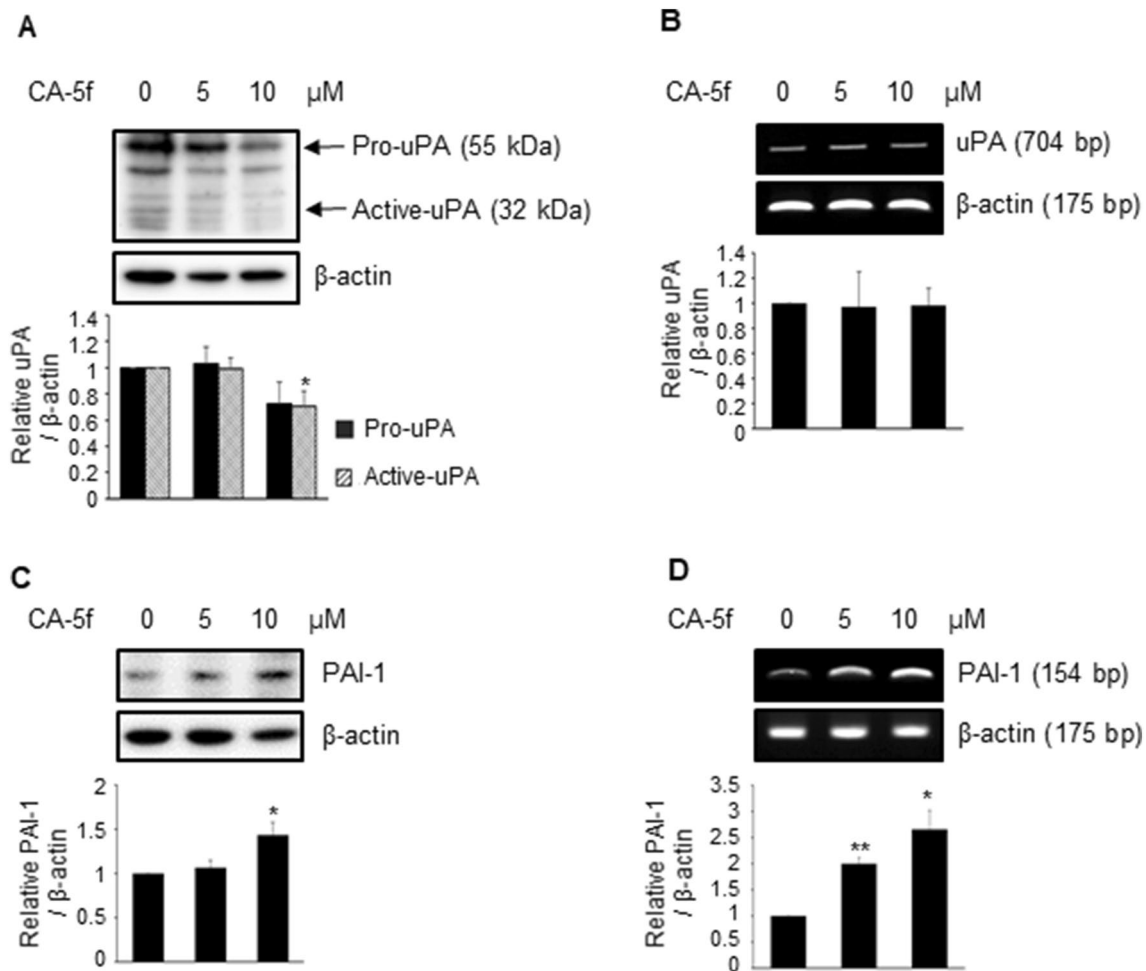 A
CA-5f 0 5 10 μM
Pro-uPA (55 kDa)
Active-uPA (32 kDa)
β-actin
Relative uPA
/ β-actin
1.4
1.2
1
0.8
0.6
0.4
0.2
0
*
Pro-uPA
Active-uPA
B
CA-5f 0 5 10 μM
uPA (704 bp)
β-actin (175 bp)
Relative uPA
/ β-actin
1.4
1.2
1
0.8
0.6
0.4
0.2
0
C
CA-5f 0 5 10 μM
PAI-1
β-actin
Relative PAI-1
/ β-actin
2
1.5
1
0.5
0
*
D
CA-5f 0 5 10 μM
PAI-1 (154 bp)
β-actin (175 bp)
Relative PAI-1
/ β-actin
3.5
3
2.5
2
1.5
1
0.5
0
**
*